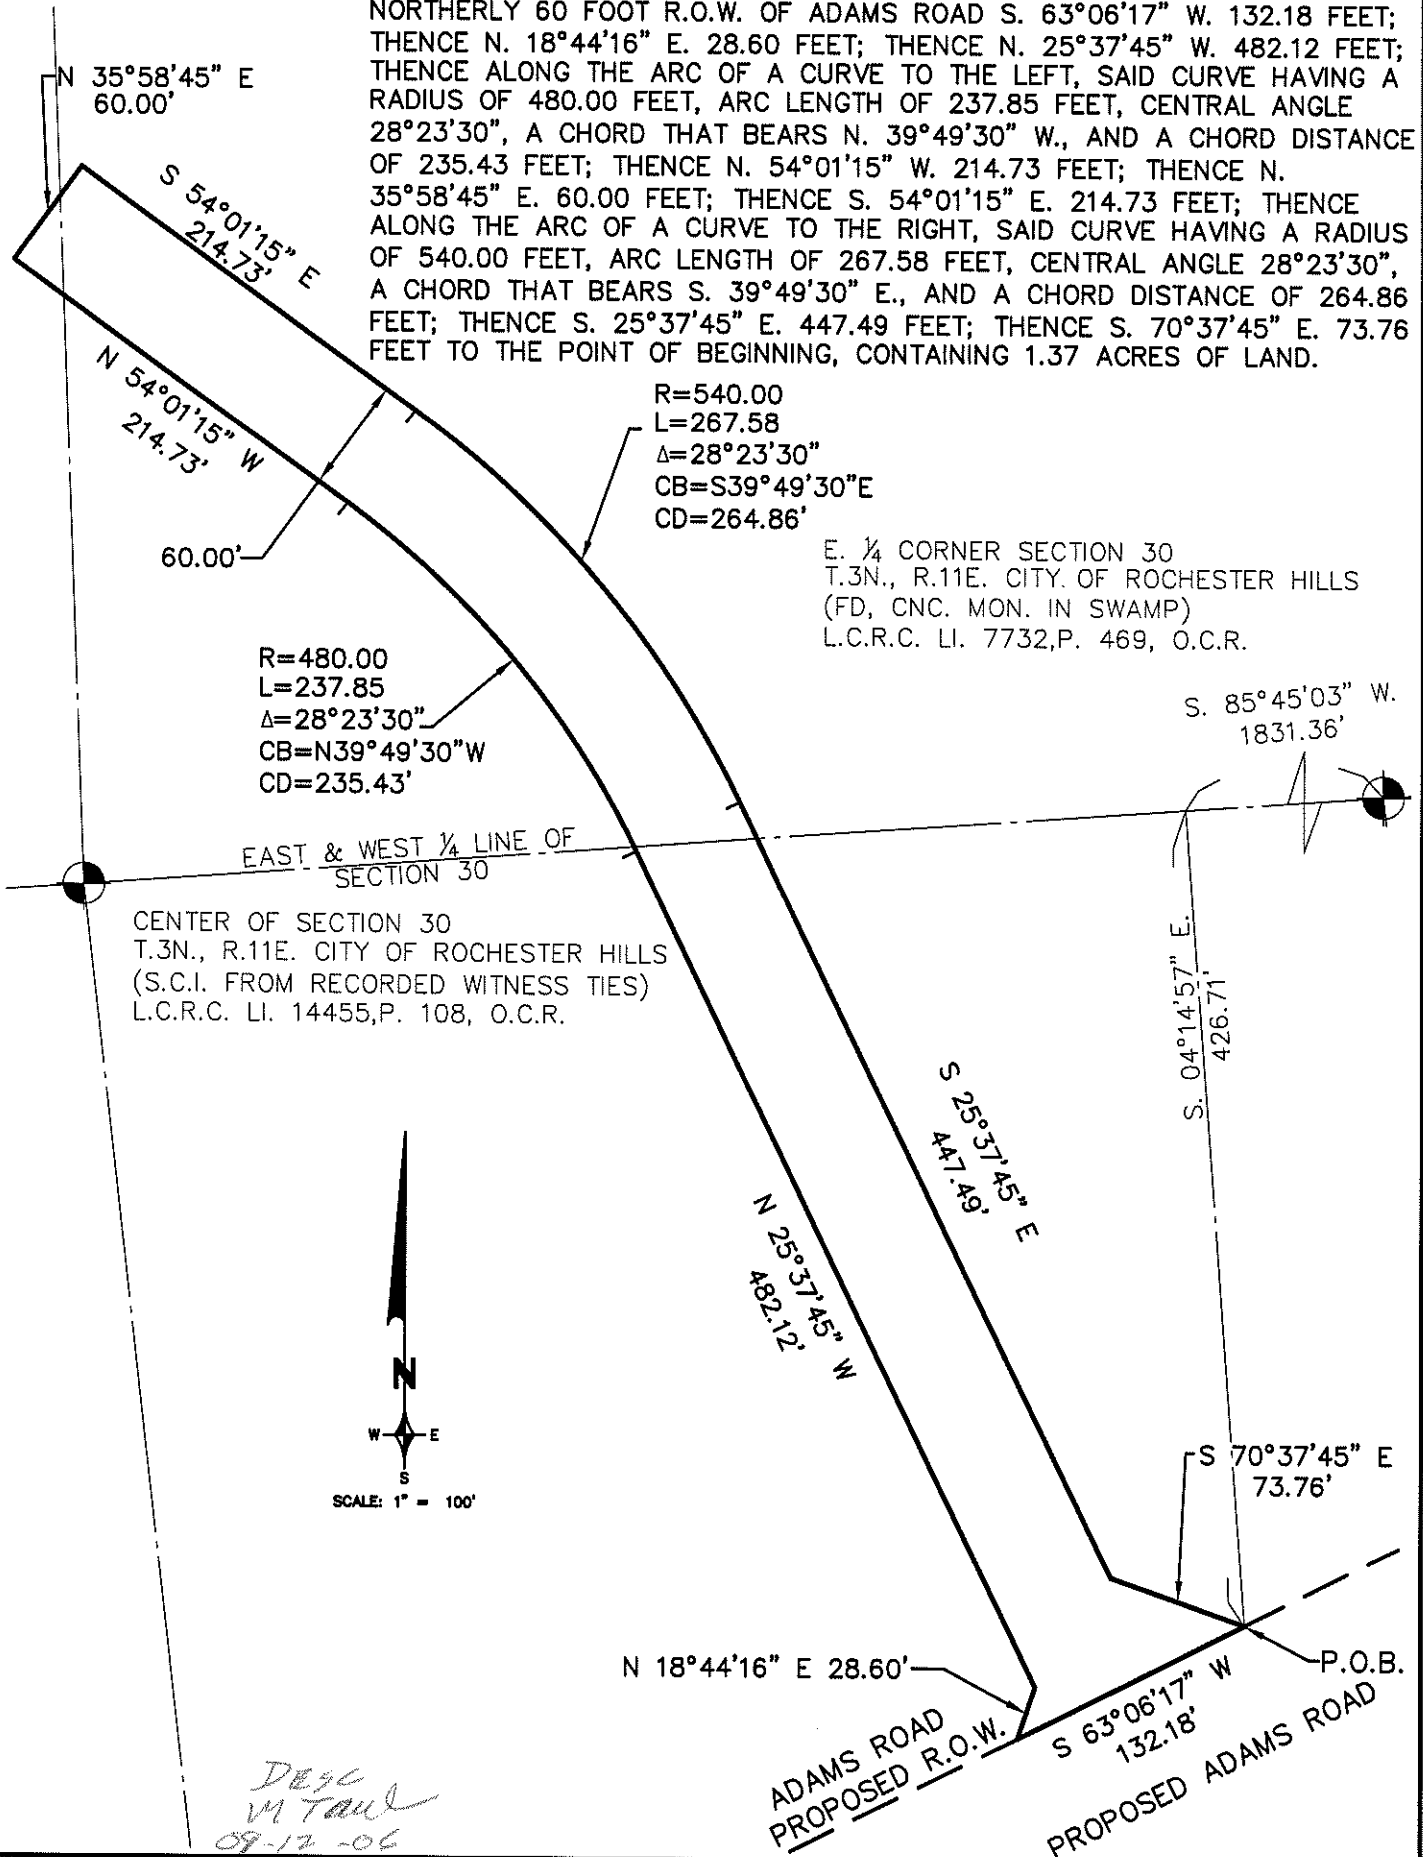 NORTHERLY 60 FOOT R.O.W. OF ADAMS ROAD S. 63°06'17" W. 132.18 FEET;
THENCE N. 18°44'16" E. 28.60 FEET; THENCE N. 25°37'45" W. 482.12 FEET;
THENCE ALONG THE ARC OF A CURVE TO THE LEFT, SAID CURVE HAVING A
RADIUS OF 480.00 FEET, ARC LENGTH OF 237.85 FEET, CENTRAL ANGLE
28°23'30", A CHORD THAT BEARS N. 39°49'30" W., AND A CHORD DISTANCE
OF 235.43 FEET; THENCE N. 54°01'15" W. 214.73 FEET; THENCE N.
35°58'45" E. 60.00 FEET; THENCE S. 54°01'15" E. 214.73 FEET; THENCE
ALONG THE ARC OF A CURVE TO THE RIGHT, SAID CURVE HAVING A RADIUS
OF 540.00 FEET, ARC LENGTH OF 267.58 FEET, CENTRAL ANGLE 28°23'30",
A CHORD THAT BEARS S. 39°49'30" E., AND A CHORD DISTANCE OF 264.86
FEET; THENCE S. 25°37'45" E. 447.49 FEET; THENCE S. 70°37'45" E. 73.76
FEET TO THE POINT OF BEGINNING, CONTAINING 1.37 ACRES OF LAND.
N 35°58'45" E
60.00'
S 54°01'15" E
214.73'
N 54°01'15" W
214.73'
60.00'
R=540.00
L=267.58
Δ=28°23'30"
CB=S39°49'30"E
CD=264.86'
E. ¼ CORNER SECTION 30
T.3N., R.11E. CITY. OF ROCHESTER HILLS
(FD, CNC. MON. IN SWAMP)
L.C.R.C. LI. 7732,P. 469, O.C.R.
R=480.00
L=237.85
Δ=28°23'30"
CB=N39°49'30"W
CD=235.43'
S. 85°45'03" W.
1831.36'
EAST & WEST ¼ LINE OF
SECTION 30
CENTER OF SECTION 30
T.3N., R.11E. CITY OF ROCHESTER HILLS
(S.C.I. FROM RECORDED WITNESS TIES)
L.C.R.C. LI. 14455,P. 108, O.C.R.
S. 04°14'57" E.
426.71'
S 25°37'45" E
447.49'
N 25°37'45" W
482.12'
N
W E
S
SCALE: 1" = 100'
S 70°37'45" E
73.76'
N 18°44'16" E 28.60'
P.O.B.
S 63°06'17" W
132.18'
ADAMS ROAD
PROPOSED R.O.W.
PROPOSED ADAMS ROAD
DESC
09-12-06